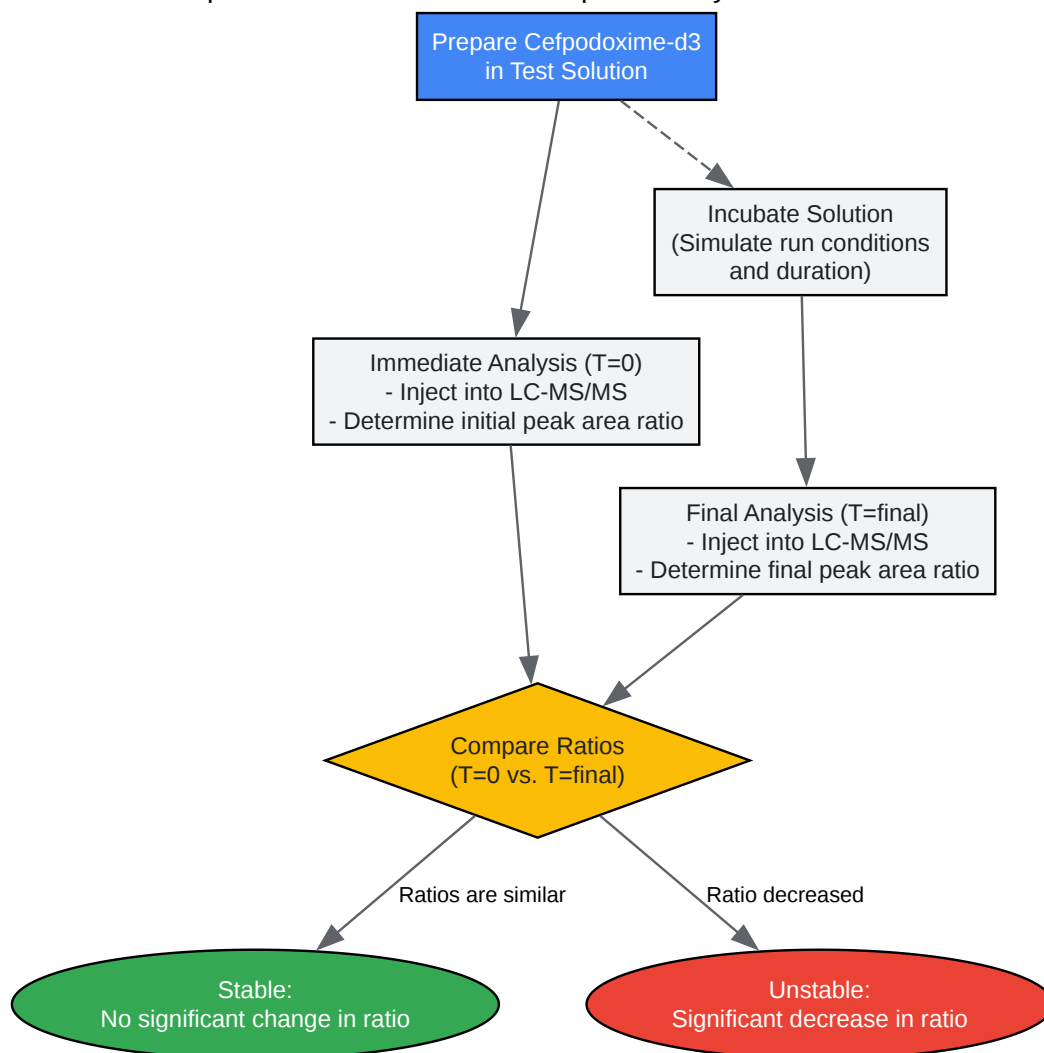 Prepare Cefpodoxime-d3
in Test Solution
Incubate Solution
(Simulate run conditions
and duration)
Immediate Analysis (T=0)
- Inject into LC-MS/MS
- Determine initial peak area ratio
Final Analysis (T=final)
- Inject into LC-MS/MS
- Determine final peak area ratio
Compare Ratios
(T=0 vs. T=final)
Ratios are similar
Ratio decreased
Stable:
No significant change in ratio
Unstable:
Significant decrease in ratio